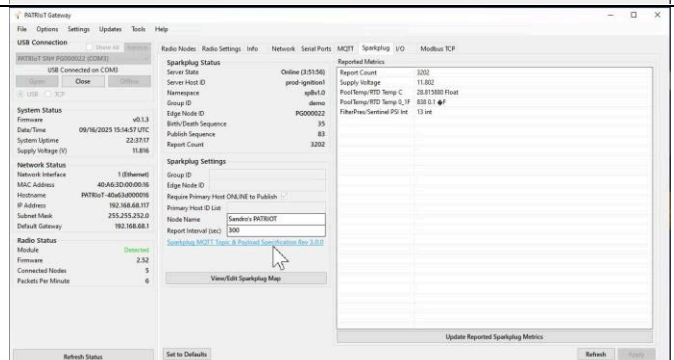 PATRIoT Gateway
File Options Settings Updates Tools Help
USB Connection
Show All
PATRIoT SN# PG000022 (COM3)
USB Connected on COM3
Close
USB TCP
System Status
Firmware v0.1.3
Date/Time 09/16/2025 15:14:57 UTC
System Uptime 22:37:17
Supply Voltage (V) 11.816
Network Status
Network Interface 1 (Ethernet)
MAC Address 40:A6:3D:00:00:16
Hostname PATRIoT-40a63d000016
IP Address 192.168.68.117
Subnet Mask 255.255.252.0
Default Gateway 192.168.68.1
Radio Status
Module Detected
Firmware 2.52
Connected Nodes 5
Packets Per Minute 6
Refresh Status
Radio Nodes Radio Settings Info Network Serial Ports MQTT Sparkplug I/O Modbus TCP
Sparkplug Status
Server State Online (3:51:56)
Server Host ID prod-ignition1
Namespace spBv1.0
Group ID demo
Edge Node ID PG000022
Birth/Death Sequence 35
Publish Sequence 83
Report Count 3202
Sparkplug Settings
Group ID
Edge Node ID
Require Primary Host ONLINE to Publish
Primary Host ID List
Node Name Sandro's PATRIOT
Report Interval (sec) 300
Sparkplug MQTT Topic & Payload Specification Rev 3.0.0
View/Edit Sparkplug Map
Set to Defaults
Reported Metrics
Report Count 3202
Supply Voltage 11.802
PoolTemp/RTD Temp C 28.815880 Float
PoolTemp/RTD Temp 0_1F 838 0.1 �F
FilterPres/Sentinel PSI Int 13 int
Update Reported Sparkplug Metrics
Refresh Apply